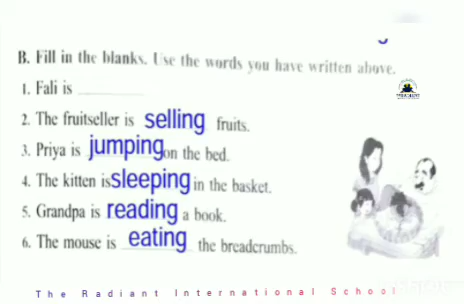 B. Fill in the blanks. Use the words you have written above.
1. Fali is
2. The fruitseller is selling fruits.
3. Priya is jumping on the bed.
4. The kitten is sleeping in the basket.
5. Grandpa is reading a book.
6. The mouse is eating the breadcrumbs.
The Radiant International School